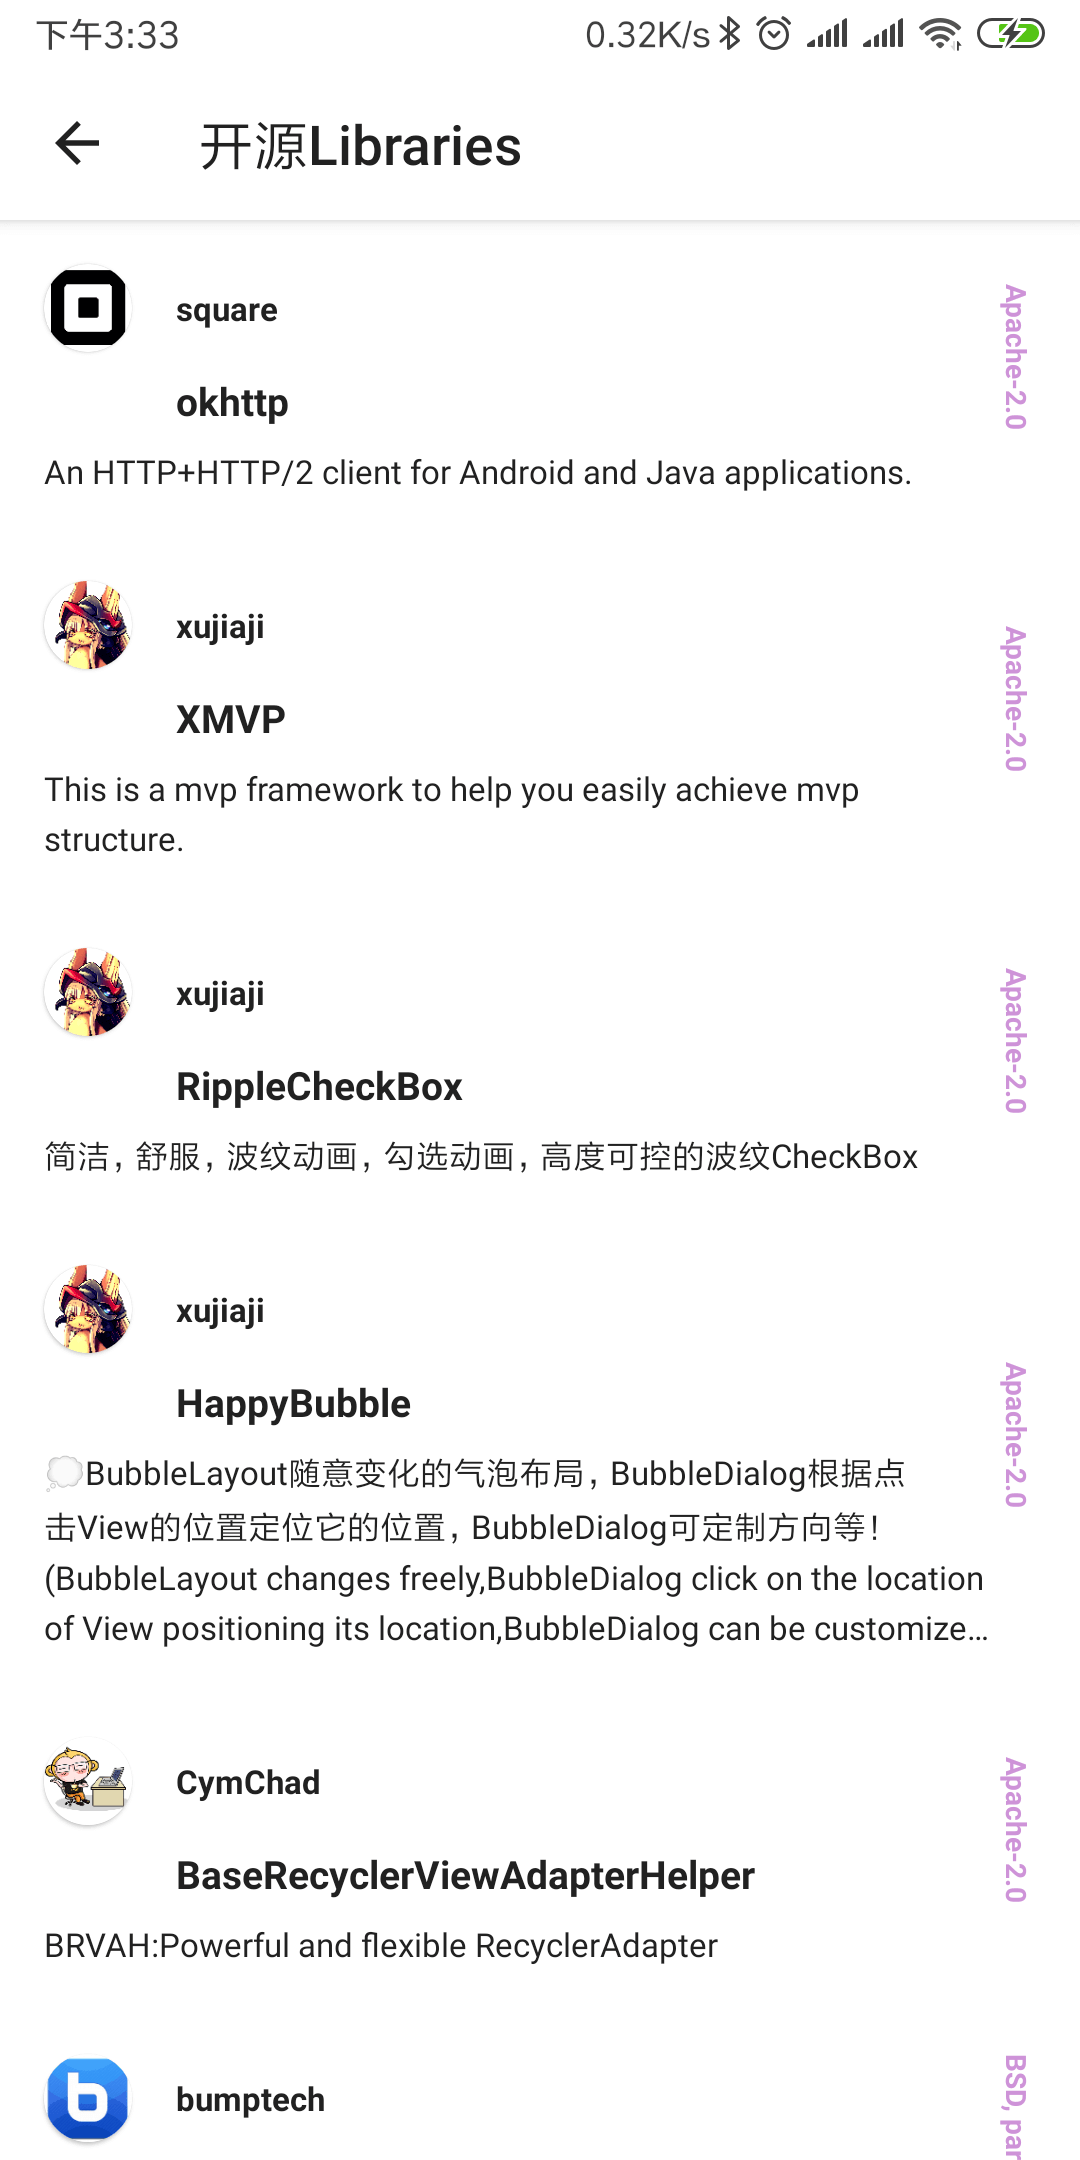 下午3:33
0.32K/s
开源Libraries
square
Apache-2.0
okhttp
An HTTP+HTTP/2 client for Android and Java applications.
xujiaji
Apache-2.0
XMVP
This is a mvp framework to help you easily achieve mvp
structure.
xujiaji
Apache-2.0
RippleCheckBox
简洁，舒服，波纹动画，勾选动画，高度可控的波纹CheckBox
xujiaji
Apache-2.0
HappyBubble
💭BubbleLayout随意变化的气泡布局，BubbleDialog根据点
击View的位置定位它的位置，BubbleDialog可定制方向等！
(BubbleLayout changes freely,BubbleDialog click on the location
of View positioning its location,BubbleDialog can be customize…
CymChad
Apache-2.0
BaseRecyclerViewAdapterHelper
BRVAH:Powerful and flexible RecyclerAdapter
bumptech
BSD, par